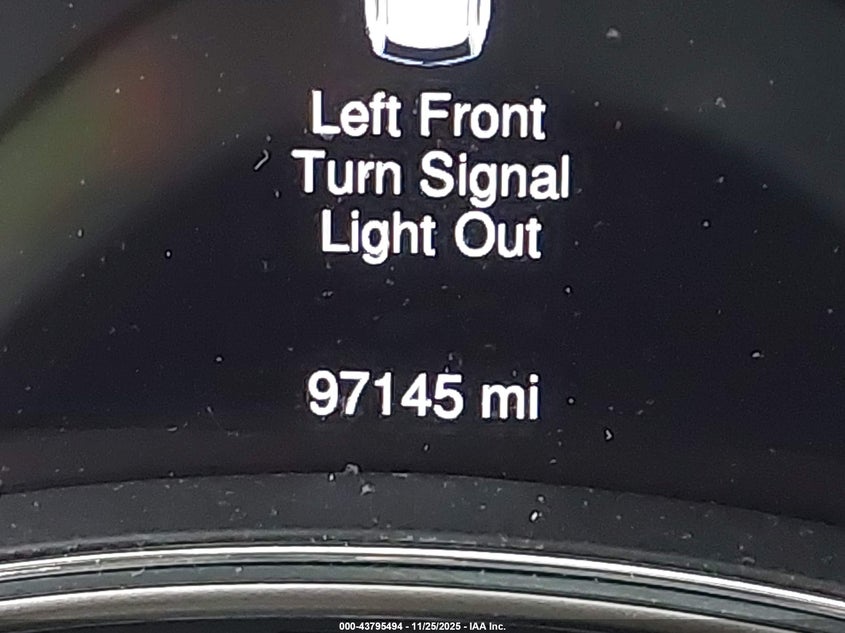 Left Front
Turn Signal
Light Out
97145 mi
000-43795494 - 11/25/2025 - IAA Inc.